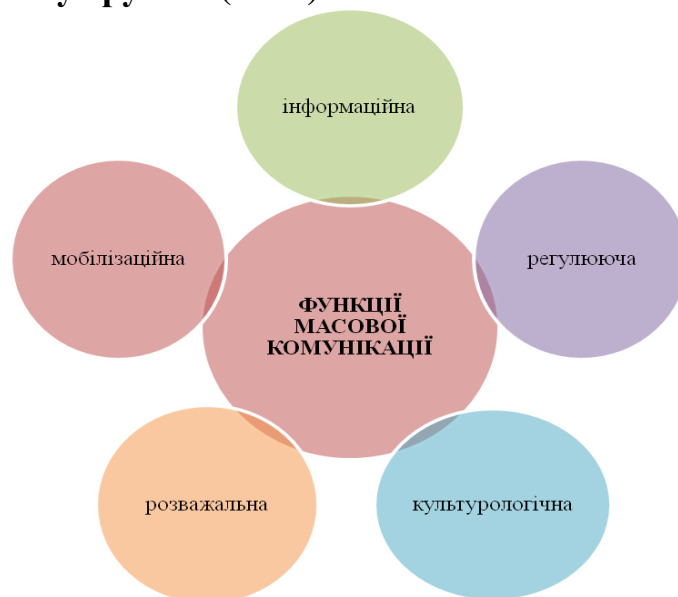 інформаційна
мобілізаційна
регулююча
ФУНКЦІЇ
МАСОВОЇ
КОМУНІКАЦІЇ
розважальна
культурологічна